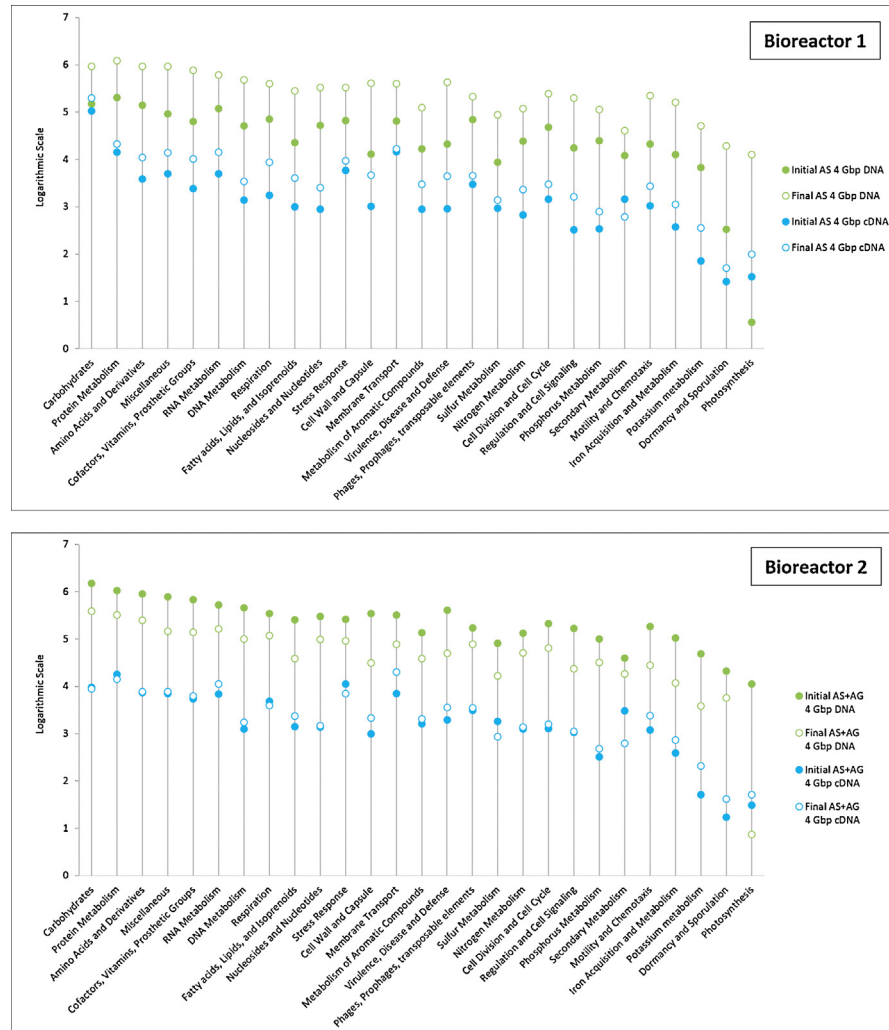 Bioreactor 1
7
6
5
4
3
2
1
0
Logarithmic Scale
Initial AS 4 Gbp DNA
Final AS 4 Gbp DNA
Initial AS 4 Gbp cDNA
Final AS 4 Gbp cDNA
Carbohydrates
Protein Metabolism
Amino Acids and Derivatives
Miscellaneous
Cofactors, Vitamins, Prosthetic Groups
RNA Metabolism
DNA Metabolism
Respiration
Fatty acids, Lipids, and Isoprenoids
Nucleosides and Nucleotides
Stress Response
Cell Wall and Capsule
Membrane Transport
Metabolism of Aromatic Compounds
Virulence, Disease and Defense
Phages, Prophages, transposable elements
Sulfur Metabolism
Nitrogen Metabolism
Cell Division and Cell Cycle
Regulation and Cell Signaling
Phosphorus Metabolism
Secondary Metabolism
Motility and Chemotaxis
Iron Acquisition and Metabolism
Potassium metabolism
Dormancy and Sporulation
Photosynthesis
Bioreactor 2
7
6
5
4
3
2
1
0
Logarithmic Scale
Initial AS+AG
4 Gbp DNA
Final AS+AG
4 Gbp DNA
Initial AS+AG
4 Gbp cDNA
Final AS+AG
4 Gbp cDNA
Carbohydrates
Protein Metabolism
Amino Acids and Derivatives
Miscellaneous
Cofactors, Vitamins, Prosthetic Groups
RNA Metabolism
DNA Metabolism
Respiration
Fatty acids, Lipids, and Isoprenoids
Nucleosides and Nucleotides
Stress Response
Cell Wall and Capsule
Membrane Transport
Metabolism of Aromatic Compounds
Virulence, Disease and Defense
Phages, Prophages, transposable elements
Sulfur Metabolism
Nitrogen Metabolism
Cell Division and Cell Cycle
Regulation and Cell Signaling
Phosphorus Metabolism
Secondary Metabolism
Motility and Chemotaxis
Iron Acquisition and Metabolism
Potassium metabolism
Dormancy and Sporulation
Photosynthesis